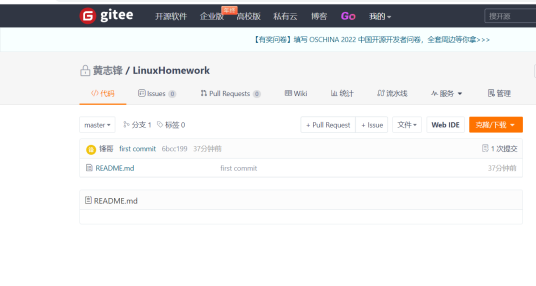 gitee 开源软件 企业版 特惠 高校版 私有云 博客 Go 我的 搜开源
【有奖问卷】填写 OSCHINA 2022 中国开源开发者问卷，全套周边等你拿>>>
黄志锋 / LinuxHomework
代码 Issues 0 Pull Requests 0 Wiki 统计 流水线 服务 管理
master 分支 1 标签 0 + Pull Request + Issue 文件 Web IDE 克隆/下载
锋 锋哥 first commit 6bcc199 37分钟前 1 次提交
README.md first commit 37分钟前
README.md